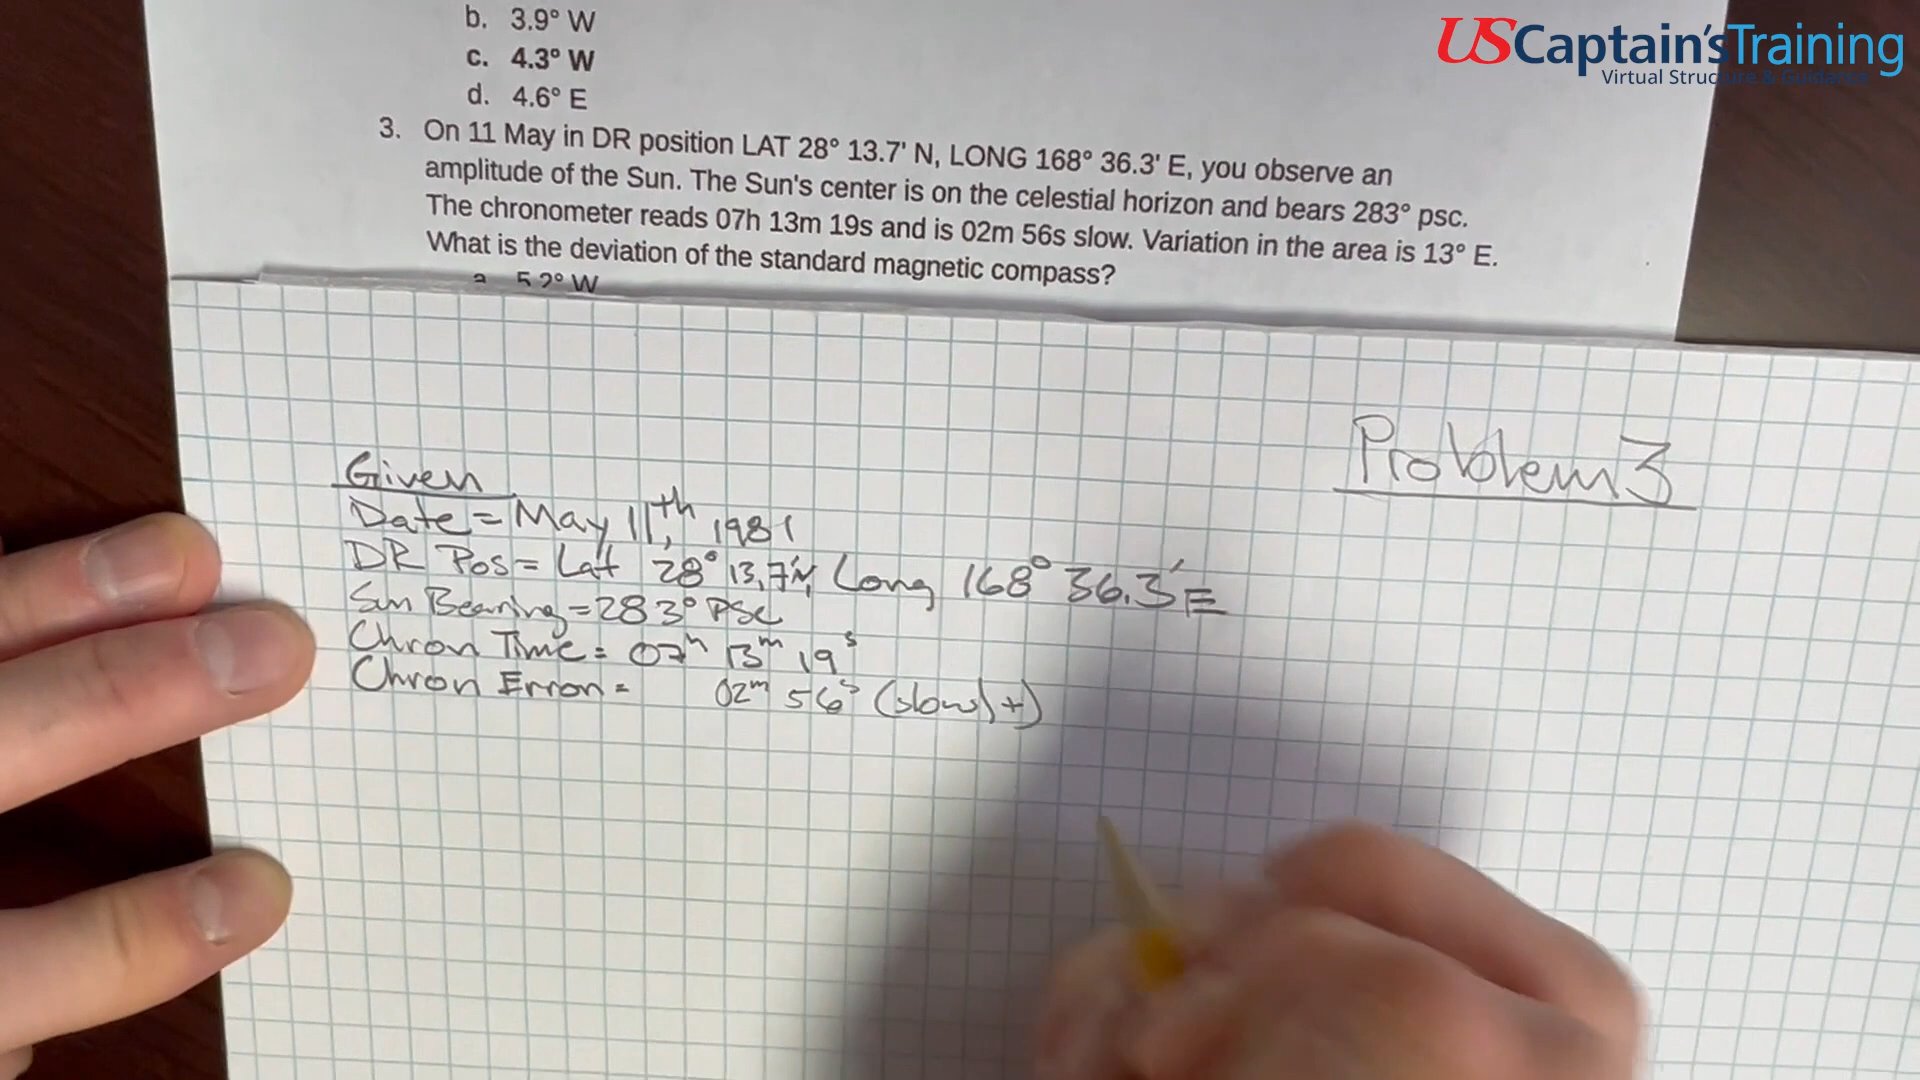 b. 3.9° W
c. 4.3° W
d. 4.6° E
USCaptain'sTraining
Virtual Structure & Guidance
3. On 11 May in DR position LAT 28° 13.7' N, LONG 168° 36.3' E, you observe an
amplitude of the Sun. The Sun's center is on the celestial horizon and bears 283° psc.
The chronometer reads 07h 13m 19s and is 02m 56s slow. Variation in the area is 13° E.
What is the deviation of the standard magnetic compass?
a. 5.2° W
Problem 3
Given
Date = May 11th, 1981
DR Pos = Lat 28° 13.7'N, Long 168° 36.3' E
Sun Bearing = 283° PSC
Chron Time = 07h 13m 19s
Chron Error = 02m 56s (slow)+)